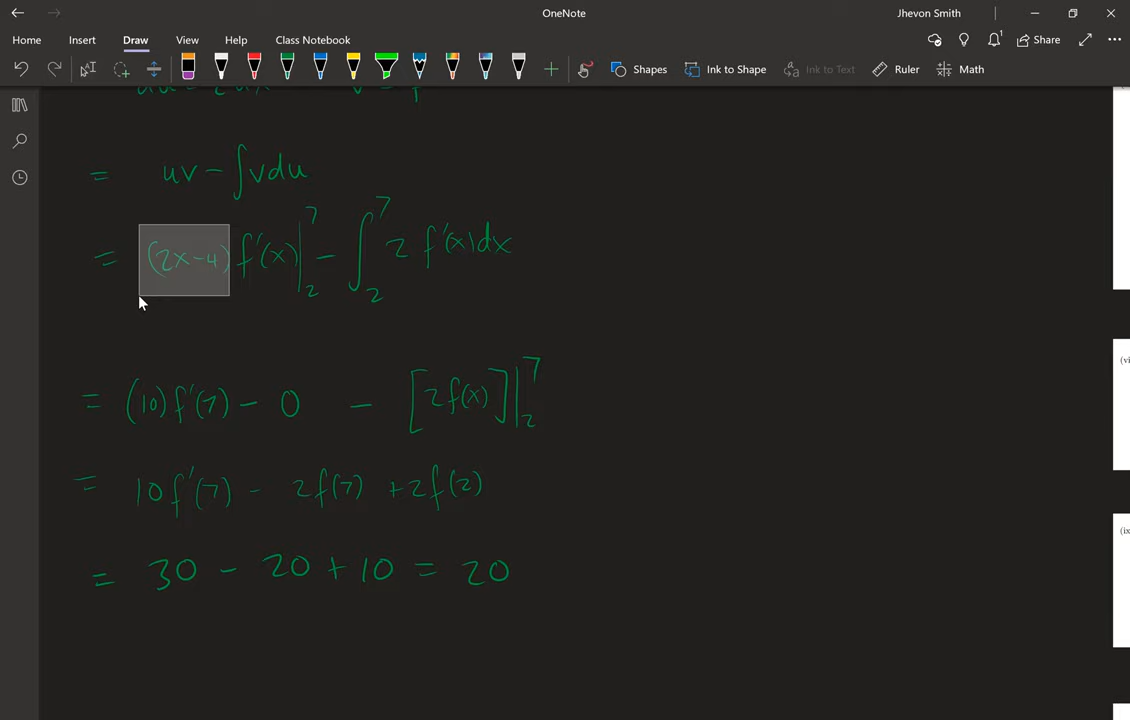 OneNote
Jhevon Smith
Home Insert Draw View Help Class Notebook
Share
Shapes Ink to Shape Ink to Text Ruler Math
= uv - ∫vdu
= (2x-4) f'(x) |₂⁷ - ∫₂⁷ 2 f'(x)dx
= (10)f'(7) - 0 - [2f(x)] |₂⁷
(vi
= 10f'(7) - 2f(7) + 2f(2)
(ix
= 30 - 20 + 10 = 20